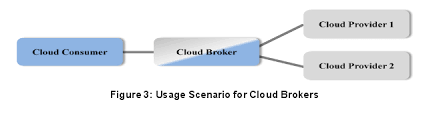 Cloud Provider 1
Cloud Consumer
Cloud Broker
Cloud Provider 2
Figure 3: Usage Scenario for Cloud Brokers